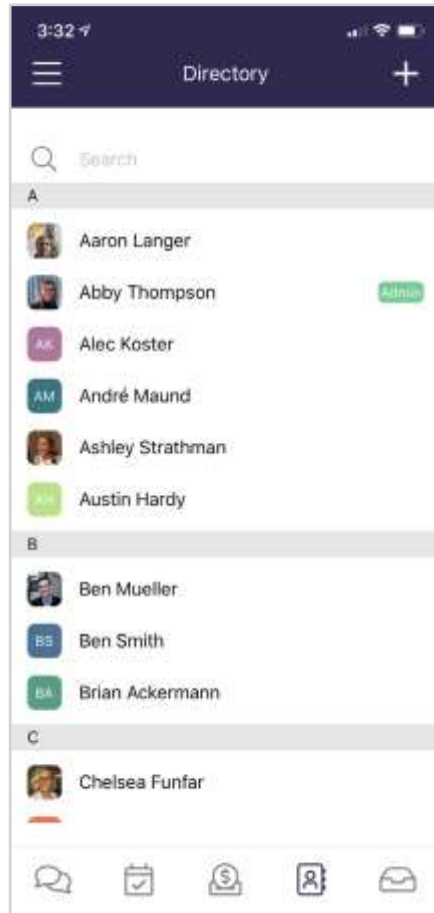 3:32
Directory
Search
A
Aaron Langer
Abby Thompson Admin
AK Alec Koster
AM André Maund
Ashley Strathman
AH Austin Hardy
B
Ben Mueller
BS Ben Smith
BA Brian Ackermann
C
Chelsea Funfar